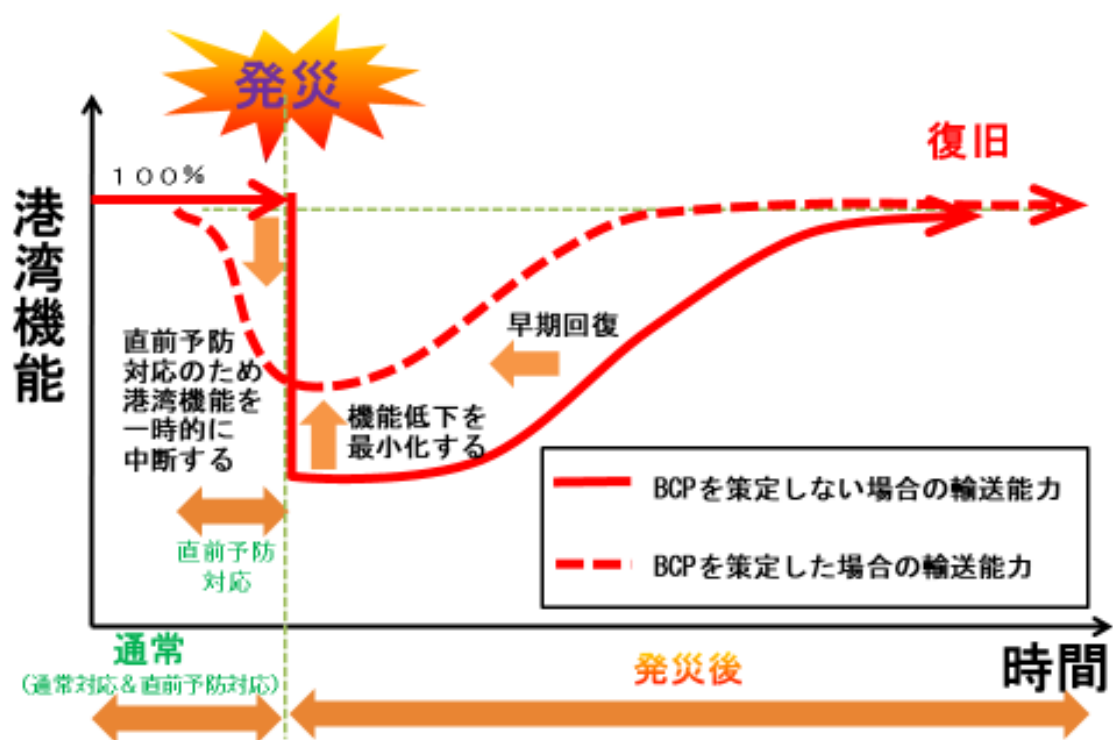 発災
100%
復旧
港湾機能
早期回復
直前予防
対応のため
港湾機能を
一時的に
中断する
機能低下を
最小化する
BCPを策定しない場合の輸送能力
BCPを策定した場合の輸送能力
直前予防
対応
通常
(通常対応&直前予防対応)
発災後
時間